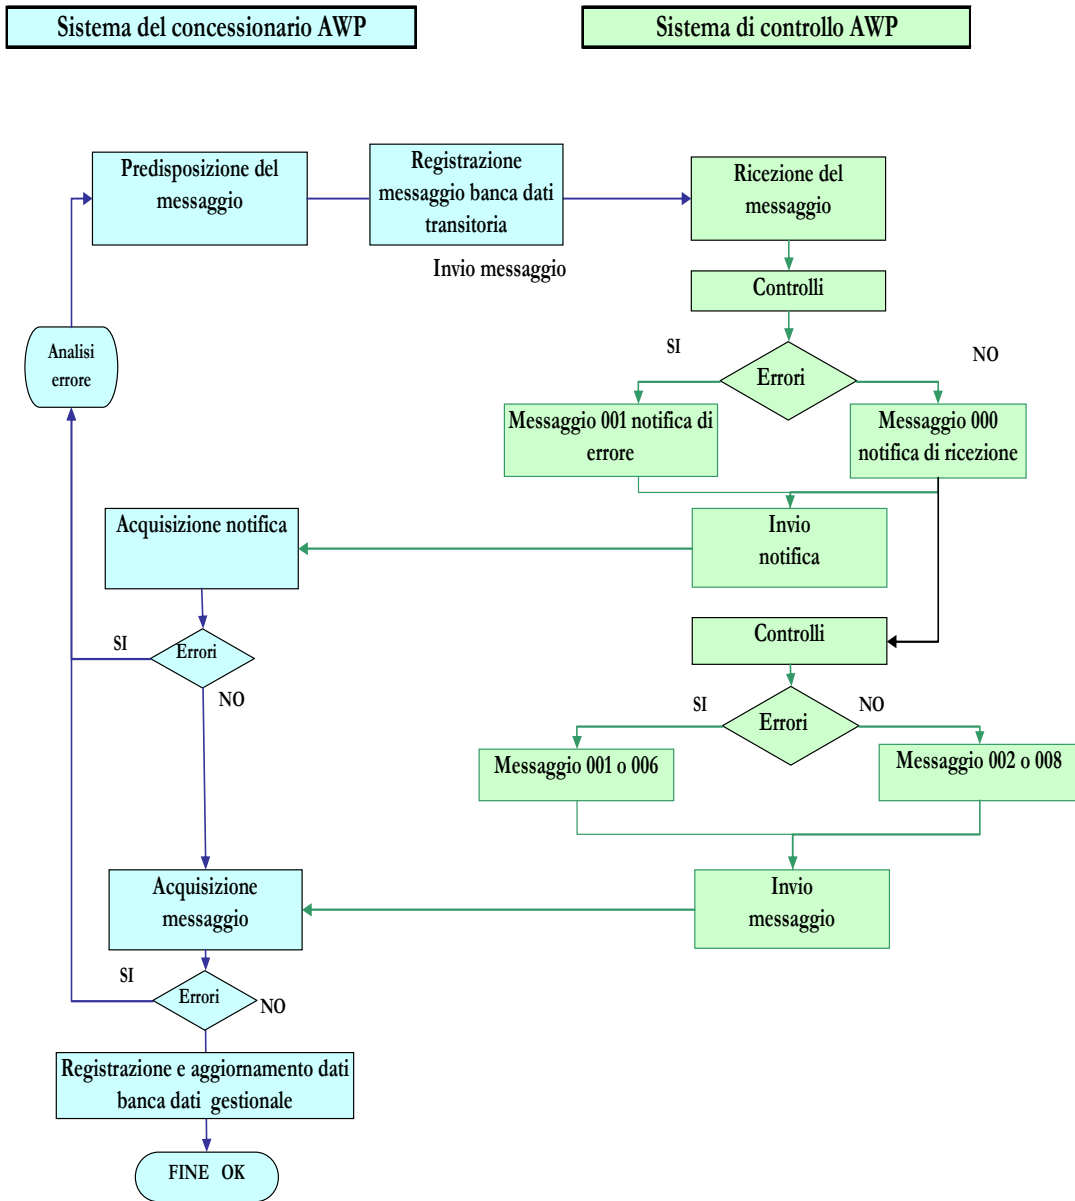 Sistema del concessionario AWP
Sistema di controllo AWP
Predisposizione del
messaggio
Registrazione
messaggio banca dati
transitoria
Ricezione del
messaggio
Invio messaggio
Controlli
Analisi
errore
SI
Errori
NO
Messaggio 001 notifica di
errore
Messaggio 000
notifica di ricezione
Acquisizione notifica
Invio
notifica
Controlli
SI
Errori
NO
SI
Errori
NO
Messaggio 001 o 006
Messaggio 002 o 008
Acquisizione
messaggio
Invio
messaggio
SI
Errori
NO
Registrazione e aggiornamento dati
banca dati gestionale
FINE OK